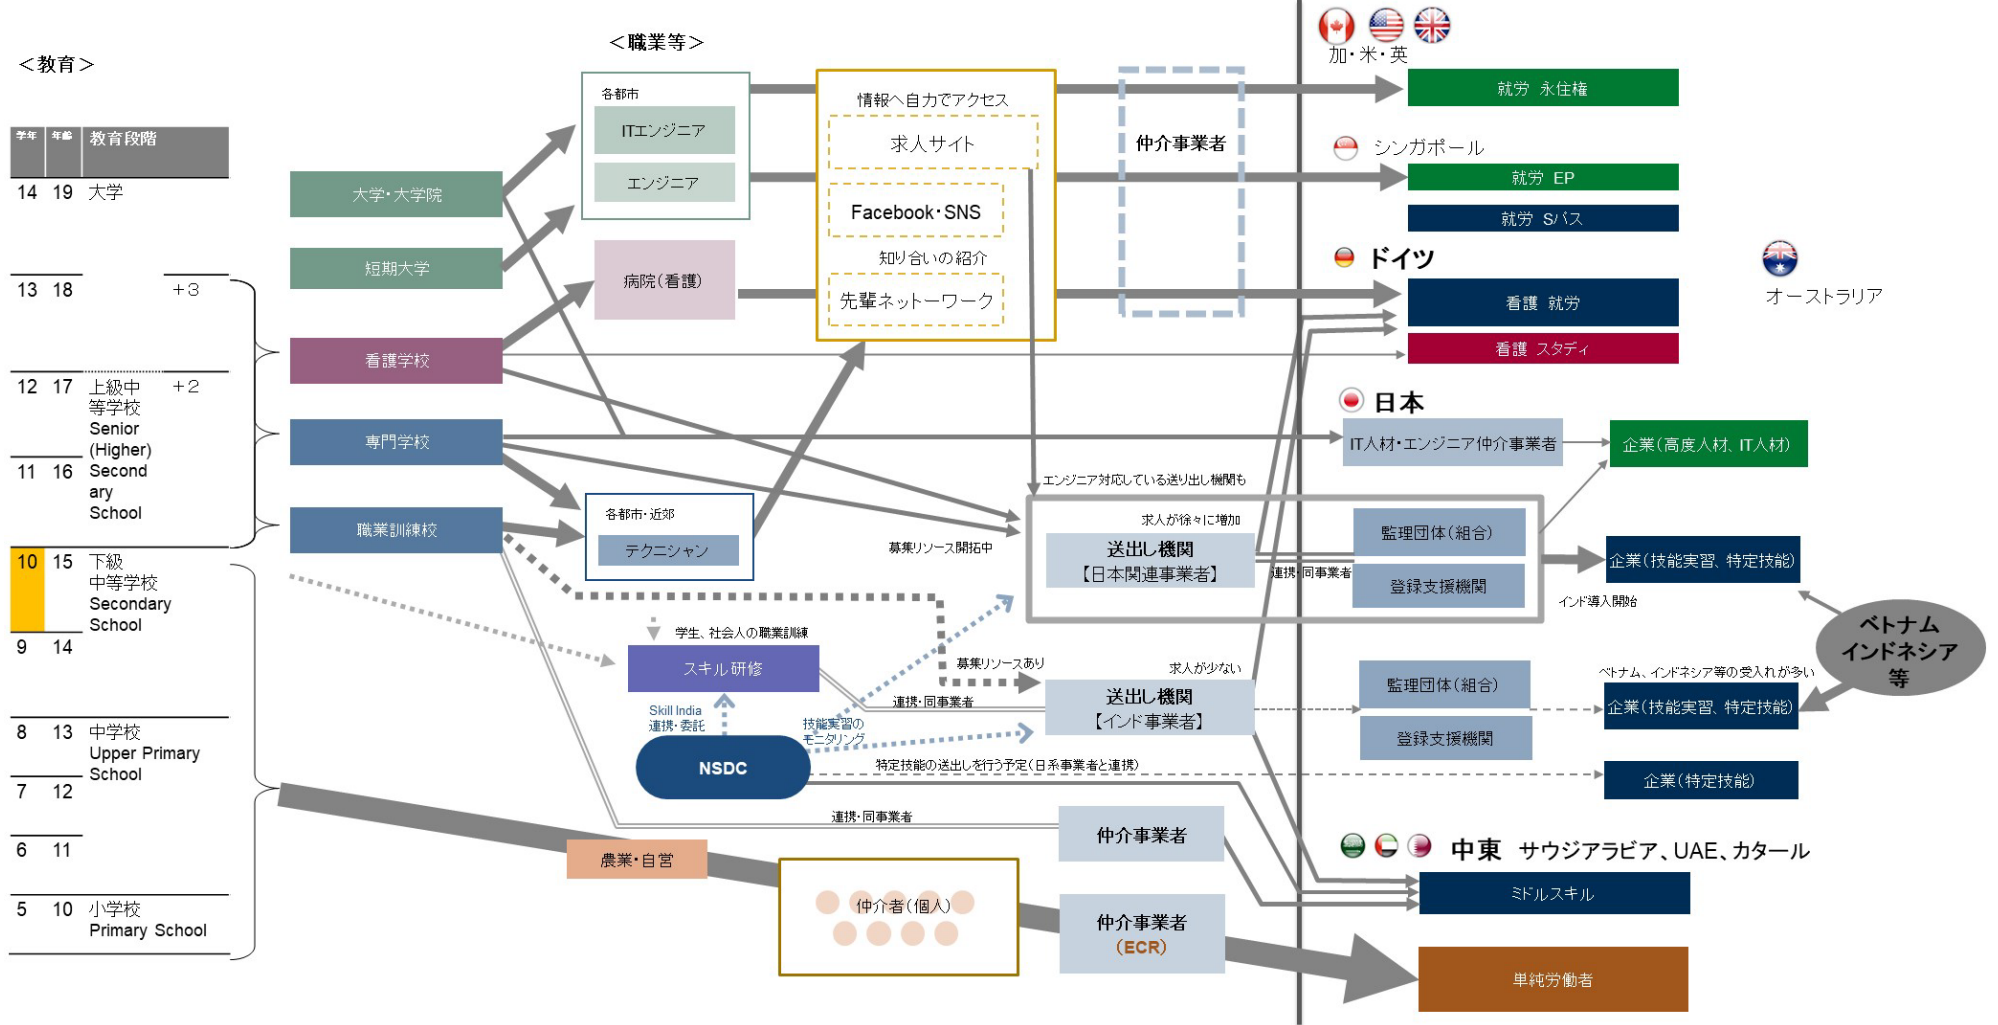 ＜教育＞
学年 年齢 教育段階
14 19 大学
13 18 ＋3
12 17 上級中 ＋2
等学校
Senior
(Higher)
11 16 Second
ary
School
10 15 下級
中等学校
Secondary
School
9 14
8 13 中学校
Upper Primary
School
7 12
6 11
5 10 小学校
Primary School
大学・大学院
短期大学
看護学校
専門学校
職業訓練校
＜職業等＞
各都市
ITエンジニア
エンジニア
病院(看護)
各都市・近郊
テクニシャン
学生、社会人の職業訓練
スキル研修
Skill India
連携・委託
NSDC
技能実習の
モニタリング
農業・自営
情報へ自力でアクセス
求人サイト
Facebook・SNS
知り合いの紹介
先輩ネットーワーク
仲介者(個人)
仲介事業者
エンジニア対応している送り出し機関も
募集リソース開拓中
求人が徐々に増加
送出し機関
【日本関連事業者】
連携・同事業者
監理団体(組合)
登録支援機関
募集リソースあり
求人が少ない
連携・同事業者
送出し機関
【インド事業者】
監理団体(組合)
登録支援機関
特定技能の送出しを行う予定(日系事業者と連携)
連携・同事業者
仲介事業者
仲介事業者
(ECR)
加・米・英
就労 永住権
シンガポール
就労 EP
就労 Sパス
ドイツ
看護 就労
看護 スタディ
オーストラリア
日本
IT人材・エンジニア仲介事業者
企業(高度人材、IT人材)
企業(技能実習、特定技能)
インド導入開始
ベトナム
インドネシア
等
ベトナム、インドネシア等の受入れが多い
企業(技能実習、特定技能)
企業(特定技能)
中東 サウジアラビア、UAE、カタール
ミドルスキル
単純労働者